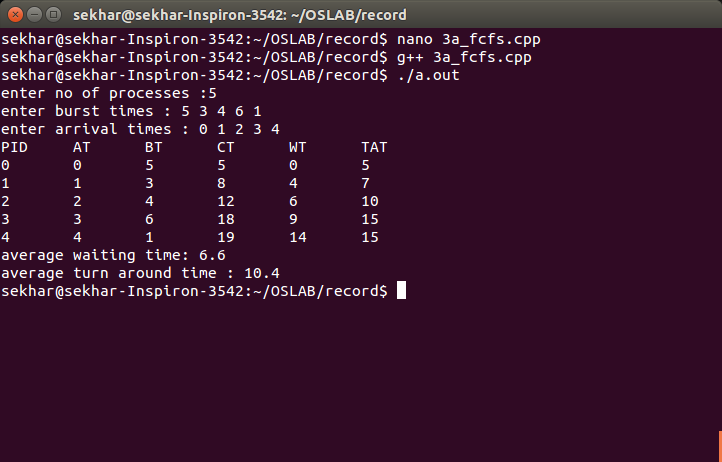 sekhar@sekhar-Inspiron-3542: ~/OSLAB/record
sekhar@sekhar-Inspiron-3542:~/OSLAB/record$ nano 3a_fcfs.cpp
sekhar@sekhar-Inspiron-3542:~/OSLAB/record$ g++ 3a_fcfs.cpp
sekhar@sekhar-Inspiron-3542:~/OSLAB/record$ ./a.out
enter no of processes :5
enter burst times : 5 3 4 6 1
enter arrival times : 0 1 2 3 4
PID AT BT CT WT TAT
0 0 5 5 0 5
1 1 3 8 4 7
2 2 4 12 6 10
3 3 6 18 9 15
4 4 1 19 14 15
average waiting time: 6.6
average turn around time : 10.4
sekhar@sekhar-Inspiron-3542:~/OSLAB/record$